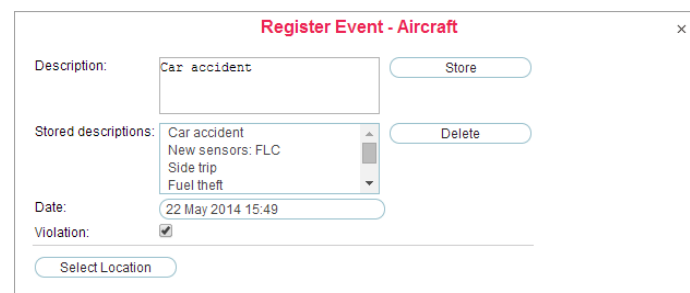 Register Event - Aircraft
×
Description:
Car accident
Store
Stored descriptions:
Car accident
New sensors: FLC
Side trip
Fuel theft
Delete
Date:
22 May 2014 15:49
Violation:
Select Location